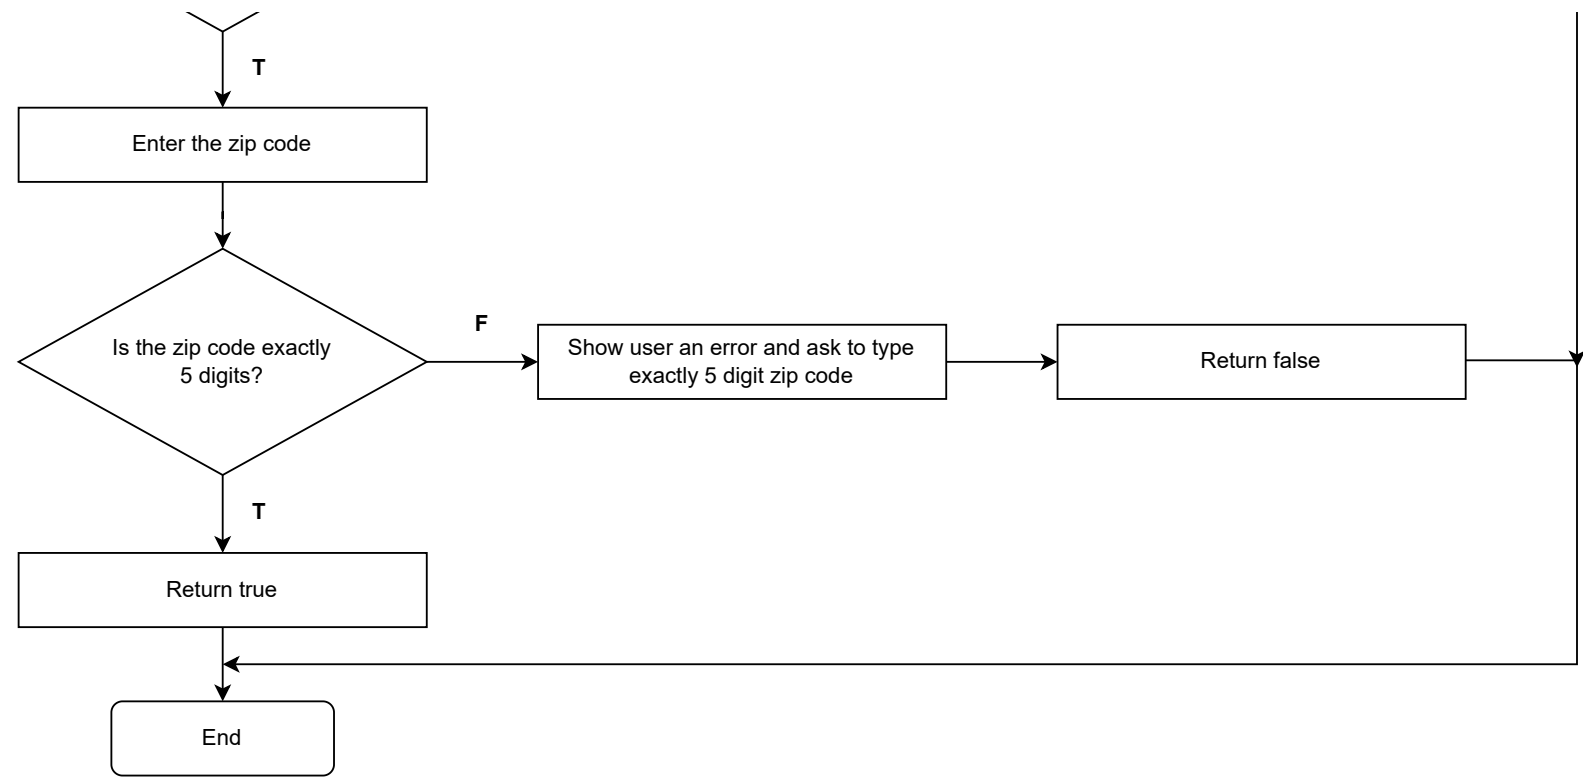 T
Enter the zip code
Is the zip code exactly
5 digits?
F
Show user an error and ask to type
exactly 5 digit zip code
Return false
T
Return true
End